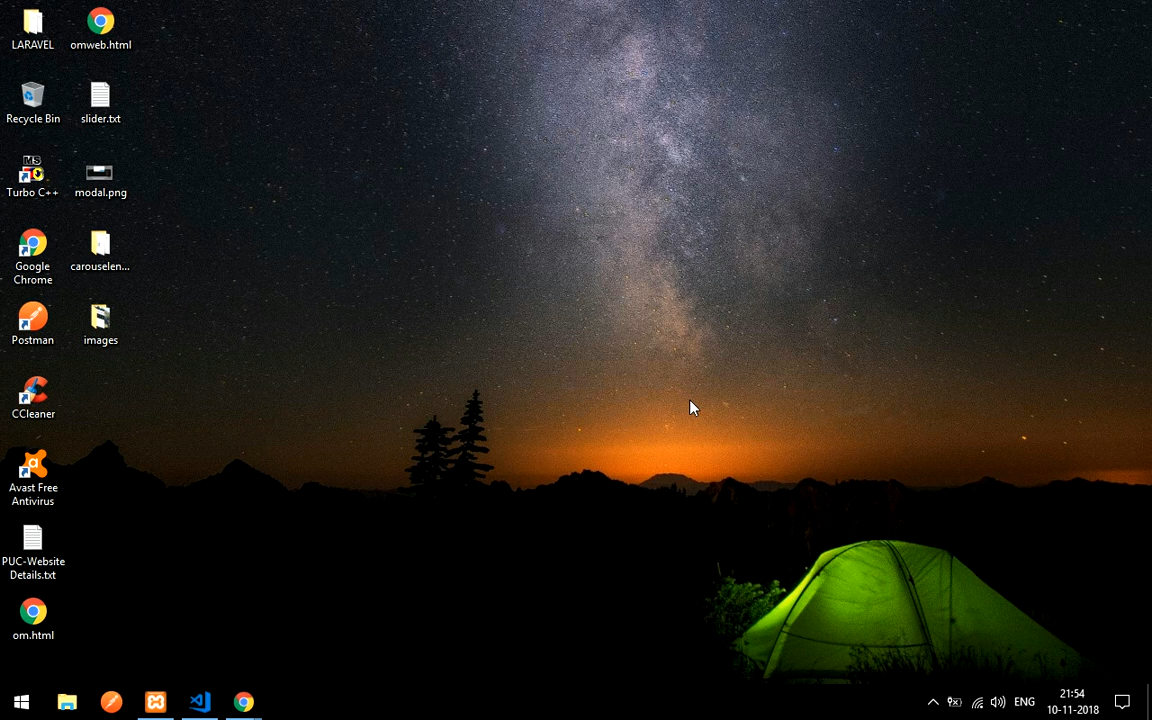 LARAVEL
omweb.html
Recycle Bin
slider.txt
MS
Turbo C++
modal.png
Google
Chrome
carouselen...
Postman
images
CCleaner
Avast Free
Antivirus
PUC-Website
Details.txt
om.html
ENG
21:54
10-11-2018